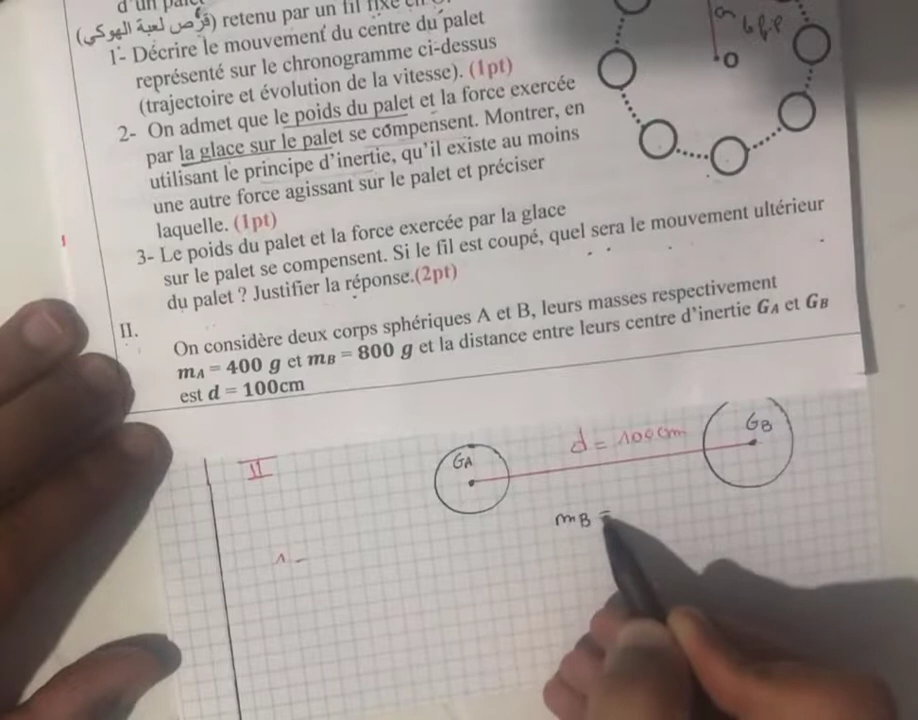 d'un palet
(قرص لعبة الهوكي) retenu par un fil fixé en
1- Décrire le mouvement du centre du palet
représenté sur le chronogramme ci-dessus
(trajectoire et évolution de la vitesse). (1pt)
2- On admet que le poids du palet et la force exercée
par la glace sur le palet se compensent. Montrer, en
utilisant le principe d'inertie, qu'il existe au moins
une autre force agissant sur le palet et préciser
laquelle. (1pt)
3- Le poids du palet et la force exercée par la glace
sur le palet se compensent. Si le fil est coupé, quel sera le mouvement ultérieur
du palet ? Justifier la réponse.(2pt)
II.
On considère deux corps sphériques A et B, leurs masses respectivement
mA = 400 g et mB = 800 g et la distance entre leurs centre d'inertie GA et GB
est d = 100cm
O
II
GA
d = 100cm
GB
mB =
1-